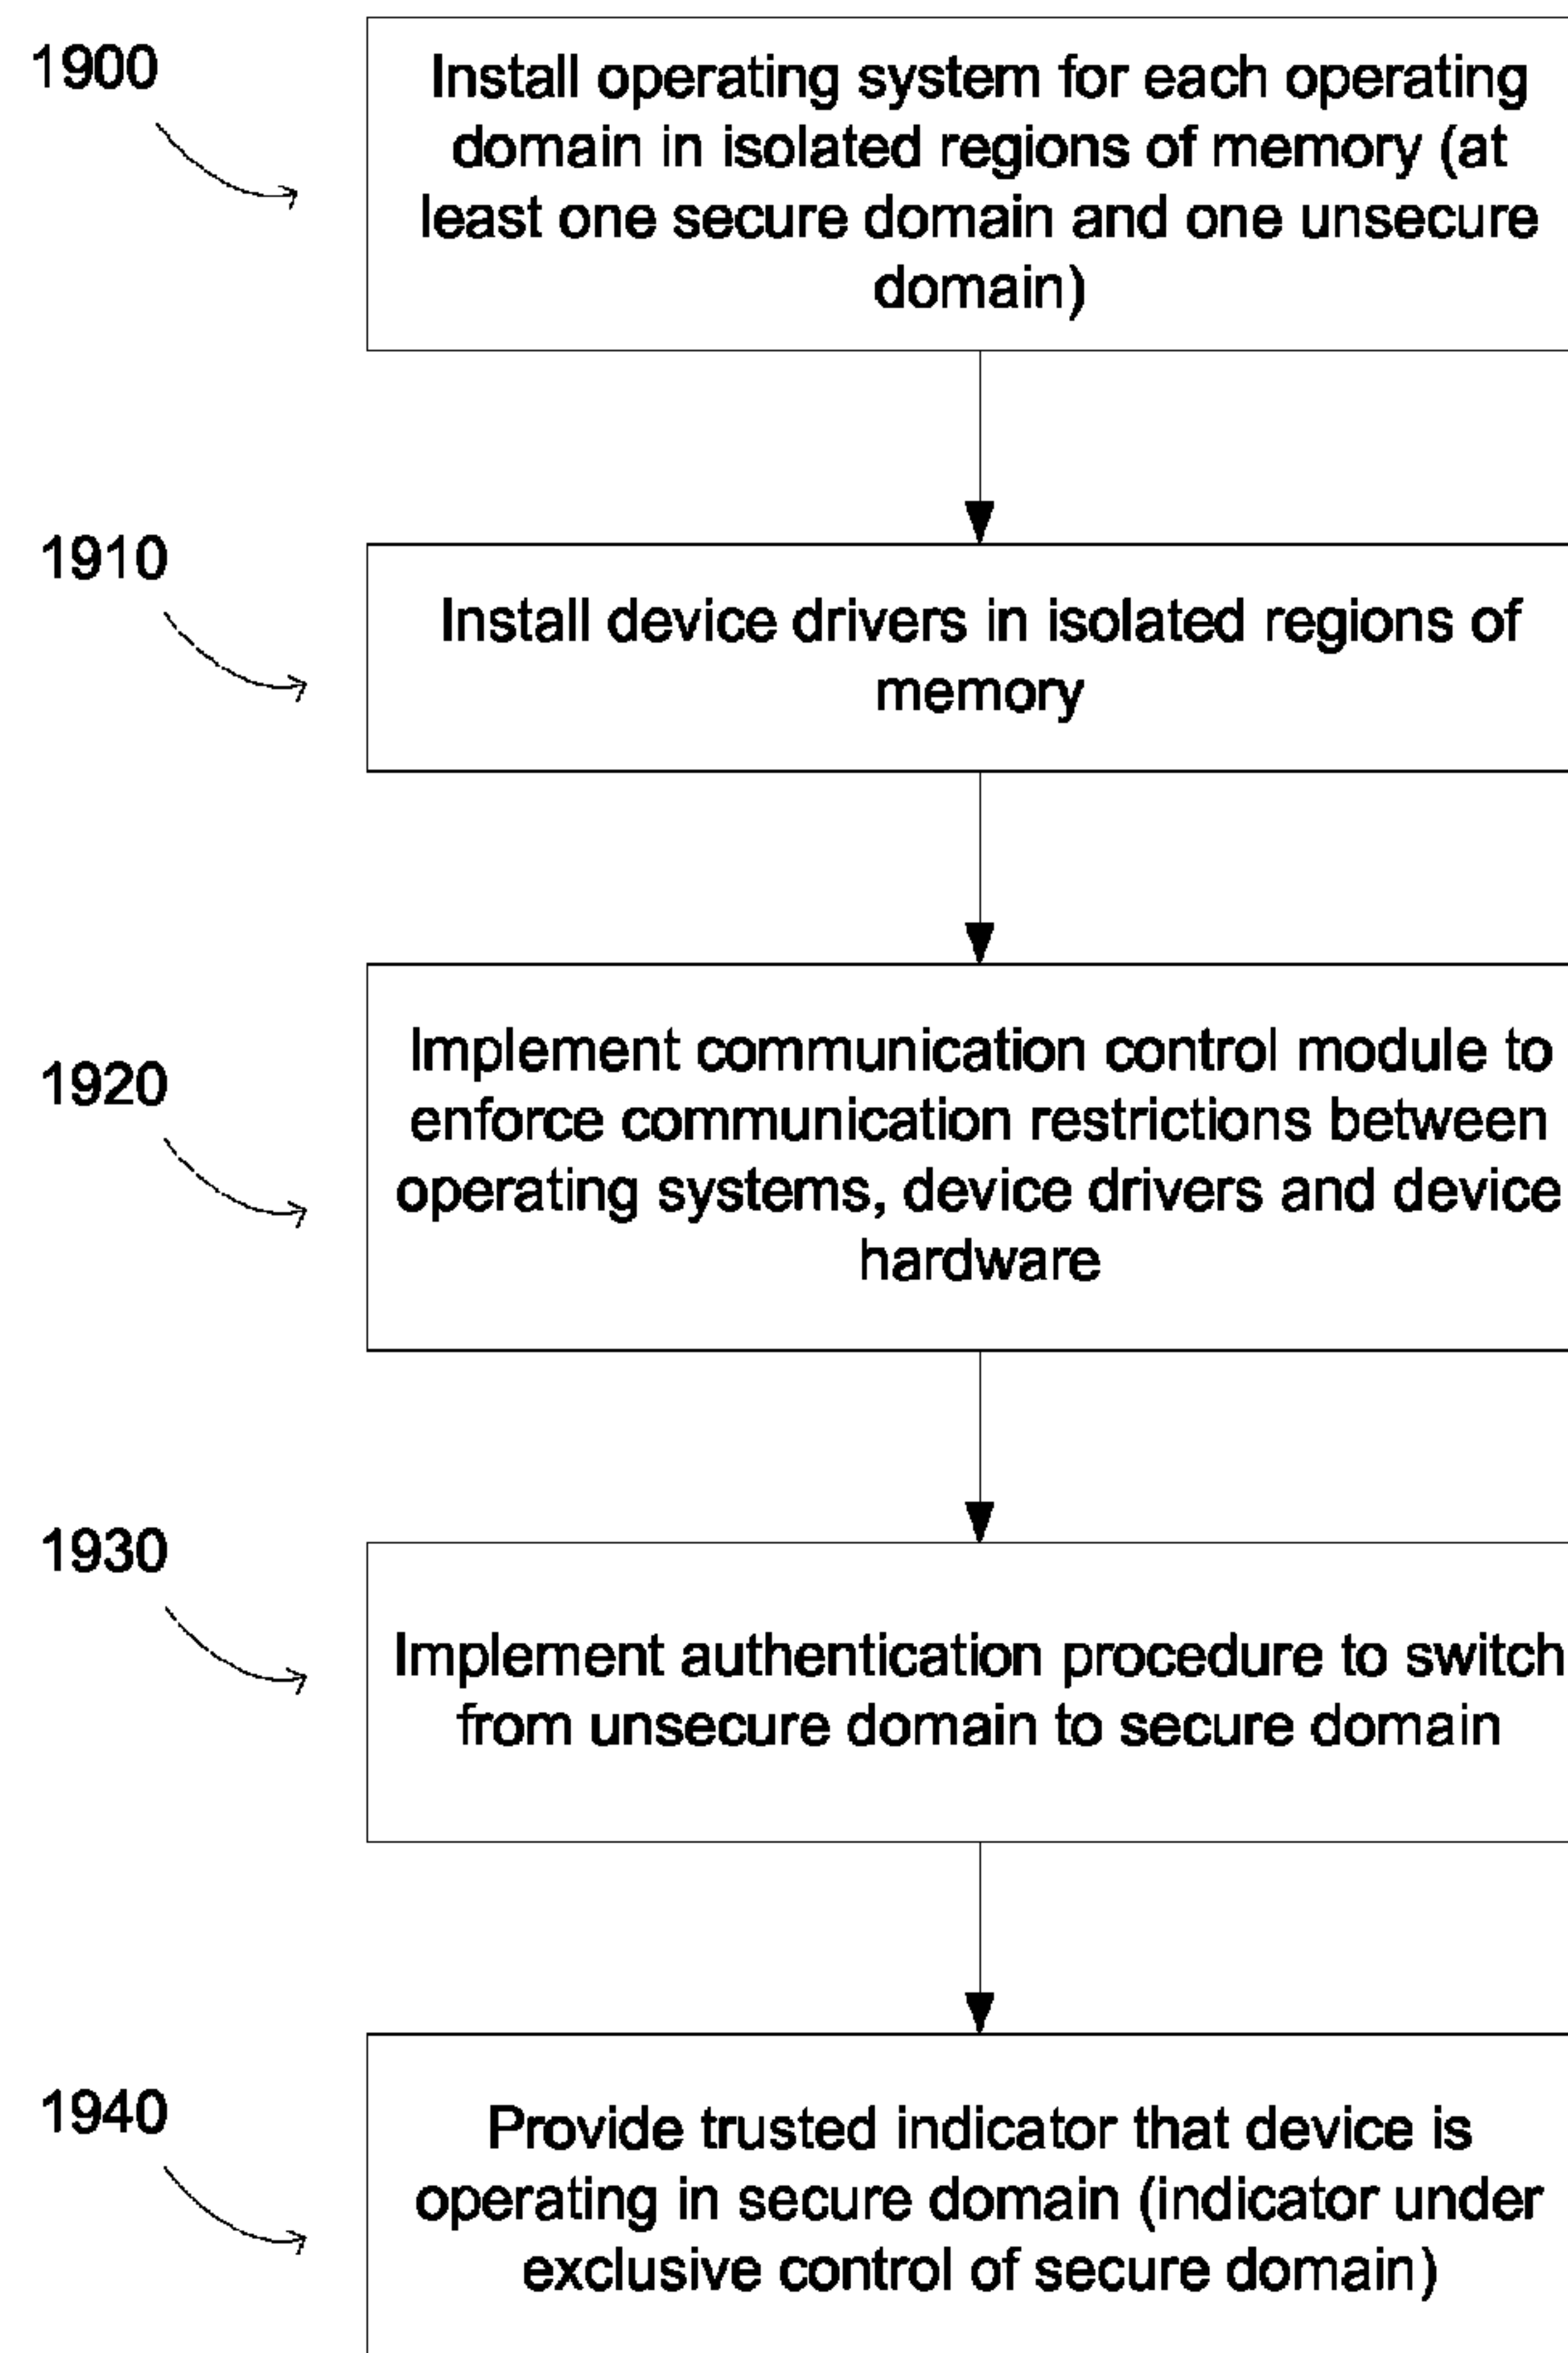 1900
Install operating system for each operating
domain in isolated regions of memory (at
least one secure domain and one unsecure
domain)
1910
Install device drivers in isolated regions of
memory
1920
Implement communication control module to
enforce communication restrictions between
operating systems, device drivers and device
hardware
1930
Implement authentication procedure to switch
from unsecure domain to secure domain
1940
Provide trusted indicator that device is
operating in secure domain (indicator under
exclusive control of secure domain)